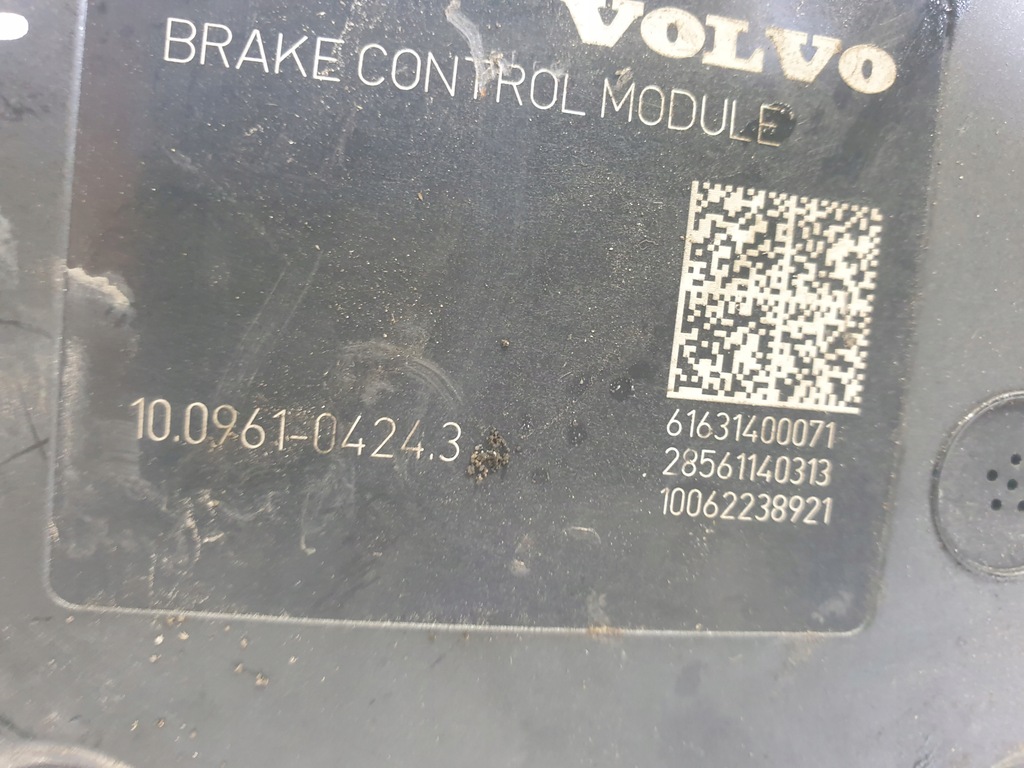 VOLVO
BRAKE CONTROL MODULE
10.0961-0424.3
61631400071
28561140313
10062238921